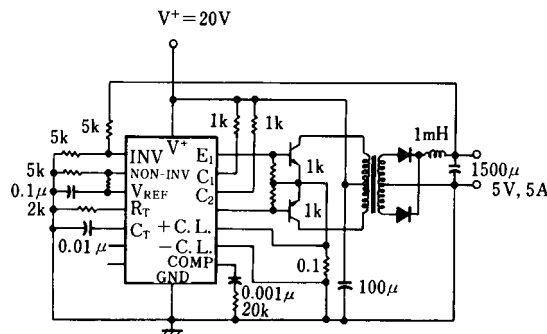 V⁺=20V
5k
1k
1k
1mH
5k
INV
V⁺
E₁
1k
1500μ
5k
NON-INV
C₁
0.1μ
V_REF
C₂
1k
5V, 5A
2k
R_T
+C.L.
0.01μ
C_T
−C.L.
0.1
COMP
GND
0.001μ
100μ
20k